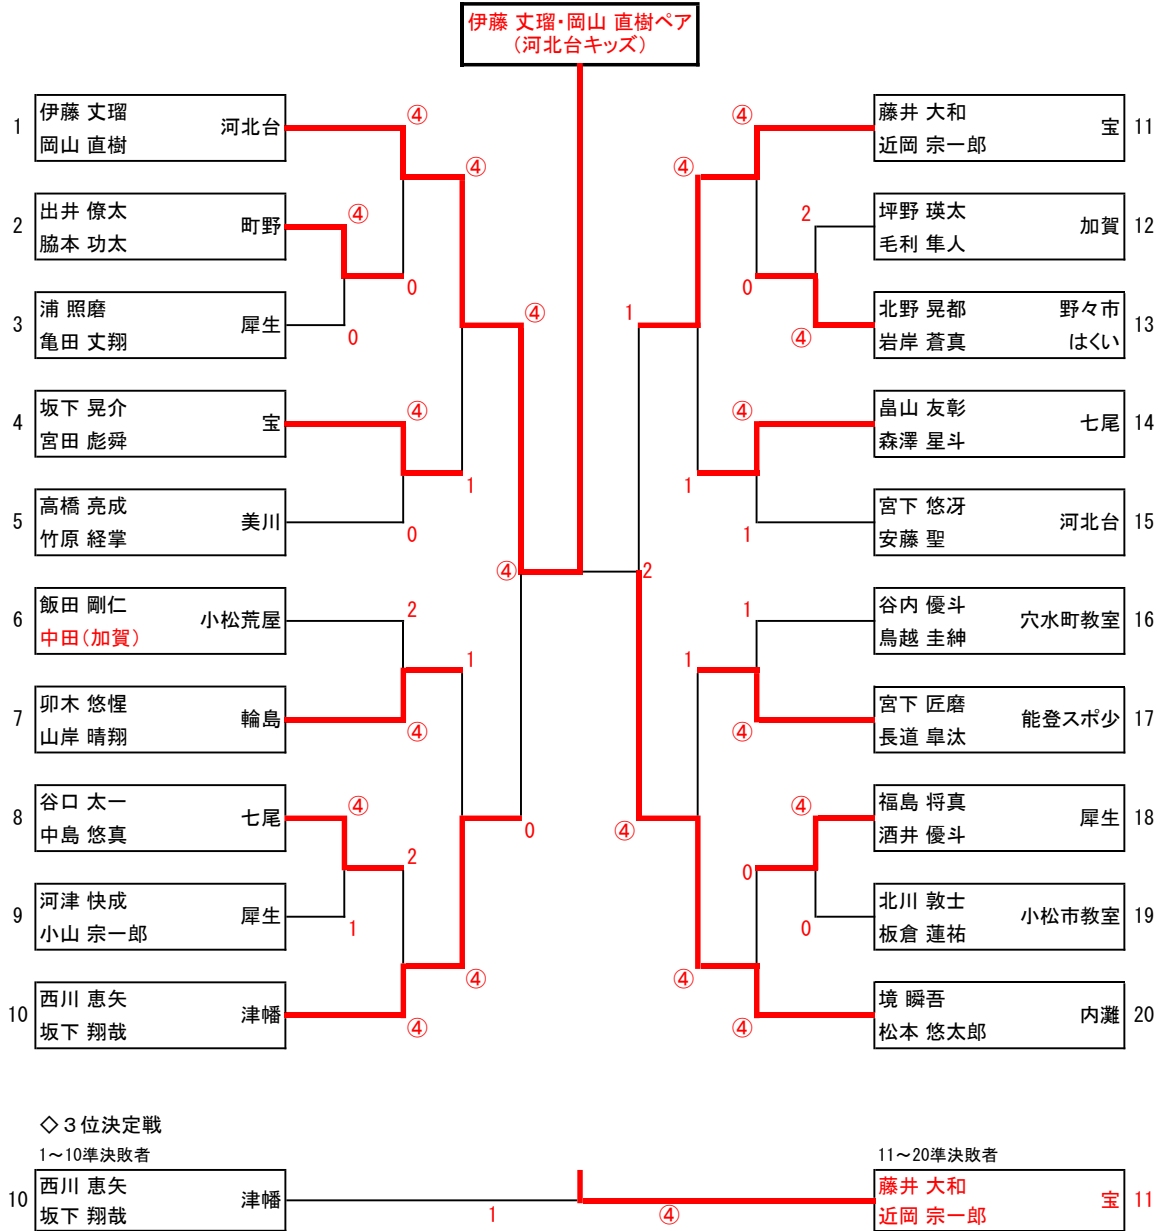 伊藤 丈瑠・岡山 直樹ペア
(河北台キッズ)
1
伊藤 丈瑠
岡山 直樹
河北台
④
④
2
出井 僚太
脇本 功太
町野
④
0
3
浦 照磨
亀田 丈翔
犀生
0
④
4
坂下 晃介
宮田 彪舜
宝
④
1
5
高橋 亮成
竹原 経掌
美川
0
④
6
飯田 剛仁
中田(加賀)
小松荒屋
2
1
7
卯木 悠惺
山岸 晴翔
輪島
④
8
谷口 太一
中島 悠真
七尾
④
2
0
9
河津 快成
小山 宗一郎
犀生
1
10
西川 恵矢
坂下 翔哉
津幡
④
④
藤井 大和
近岡 宗一郎
宝
11
④
④
坪野 瑛太
毛利 隼人
加賀
12
2
0
北野 晃都
岩岸 蒼真
野々市
はくい
13
④
1
畠山 友彰
森澤 星斗
七尾
14
④
1
宮下 悠冴
安藤 聖
河北台
15
1
2
谷内 優斗
鳥越 圭紳
穴水町教室
16
1
1
宮下 匠磨
長道 皐汰
能登スポ少
17
④
④
福島 将真
酒井 優斗
犀生
18
④
0
北川 敦士
板倉 蓮祐
小松市教室
19
0
④
境 瞬吾
松本 悠太郎
内灘
20
④
◇３位決定戦
1～10準決敗者
11～20準決敗者
10
西川 恵矢
坂下 翔哉
津幡
1
④
藤井 大和
近岡 宗一郎
宝
11